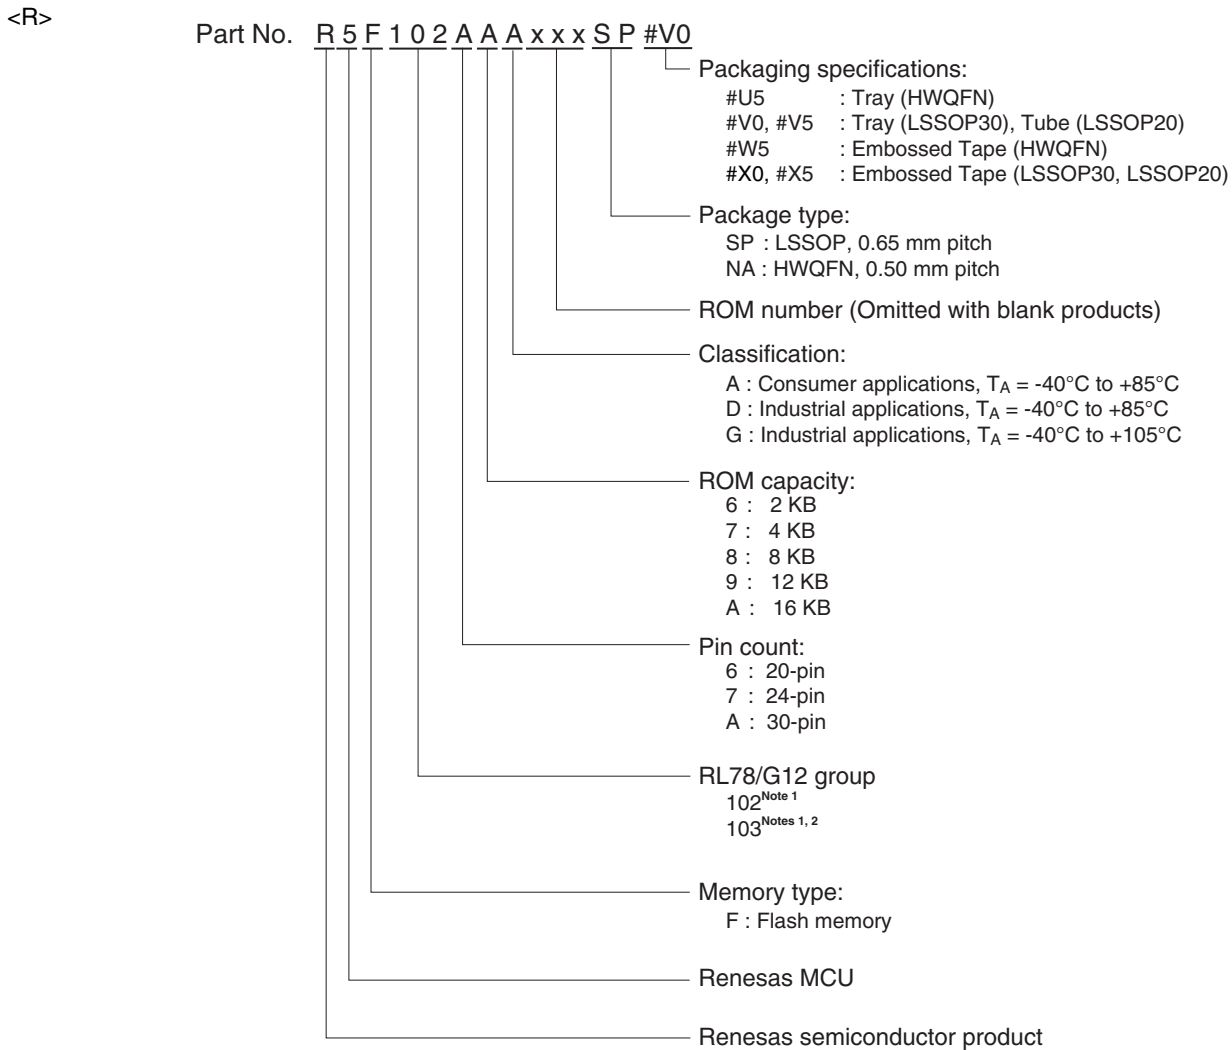 <R>
Part No. R 5 F 1 0 2 A A A x x x S P #V0
Packaging specifications:
#U5 : Tray (HWQFN)
#V0, #V5 : Tray (LSSOP30), Tube (LSSOP20)
#W5 : Embossed Tape (HWQFN)
#X0, #X5 : Embossed Tape (LSSOP30, LSSOP20)
Package type:
SP : LSSOP, 0.65 mm pitch
NA : HWQFN, 0.50 mm pitch
ROM number (Omitted with blank products)
Classification:
A : Consumer applications, TA = -40°C to +85°C
D : Industrial applications, TA = -40°C to +85°C
G : Industrial applications, TA = -40°C to +105°C
ROM capacity:
6 : 2 KB
7 : 4 KB
8 : 8 KB
9 : 12 KB
A : 16 KB
Pin count:
6 : 20-pin
7 : 24-pin
A : 30-pin
RL78/G12 group
102Note 1
103Notes 1, 2
Memory type:
F : Flash memory
Renesas MCU
Renesas semiconductor product